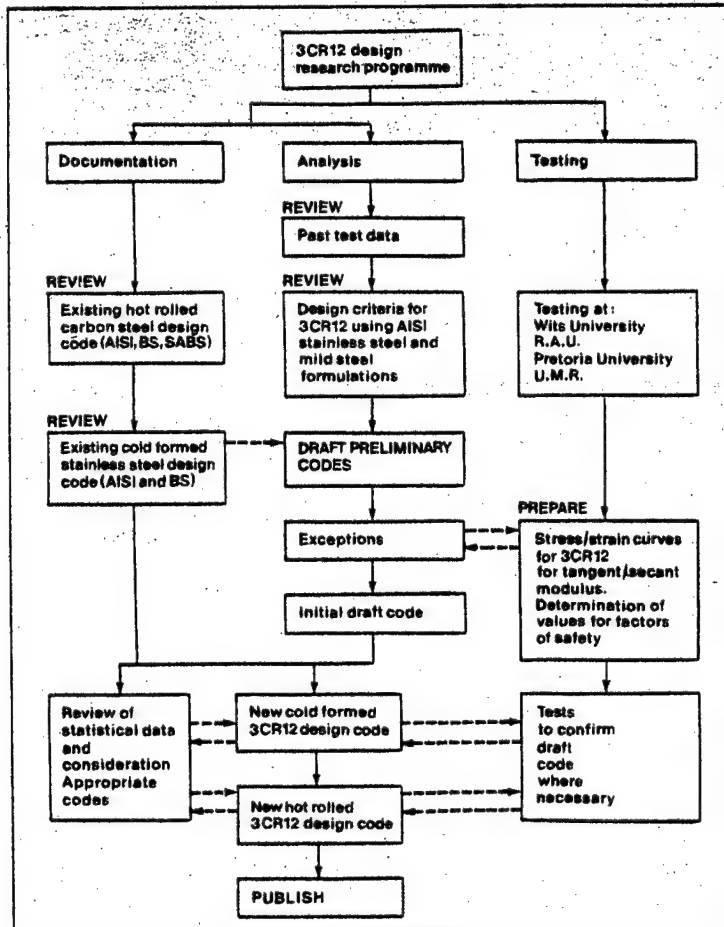 3CR12 design
research programme
Documentation
Analysis
Testing
REVIEW
Past test data
REVIEW
Existing hot rolled
carbon steel design
code (AISI, BS, SABS)
REVIEW
Design criteria for
3CR12 using AISI
stainless steel and
mild steel
formulations
Testing at:
Wits University
R.A.U.
Pretoria University
U.M.R.
REVIEW
Existing cold formed
stainless steel design
code (AISI and BS)
DRAFT PRELIMINARY
CODES
Exceptions
PREPARE
Stress/strain curves
for 3CR12
for tangent/secant
modulus.
Determination of
values for factors
of safety
Initial draft code
Review of
statistical data
and
consideration
Appropriate
codes
New cold formed
3CR12 design code
Tests
to confirm
draft
code
where
necessary
New hot rolled
3CR12 design code
PUBLISH